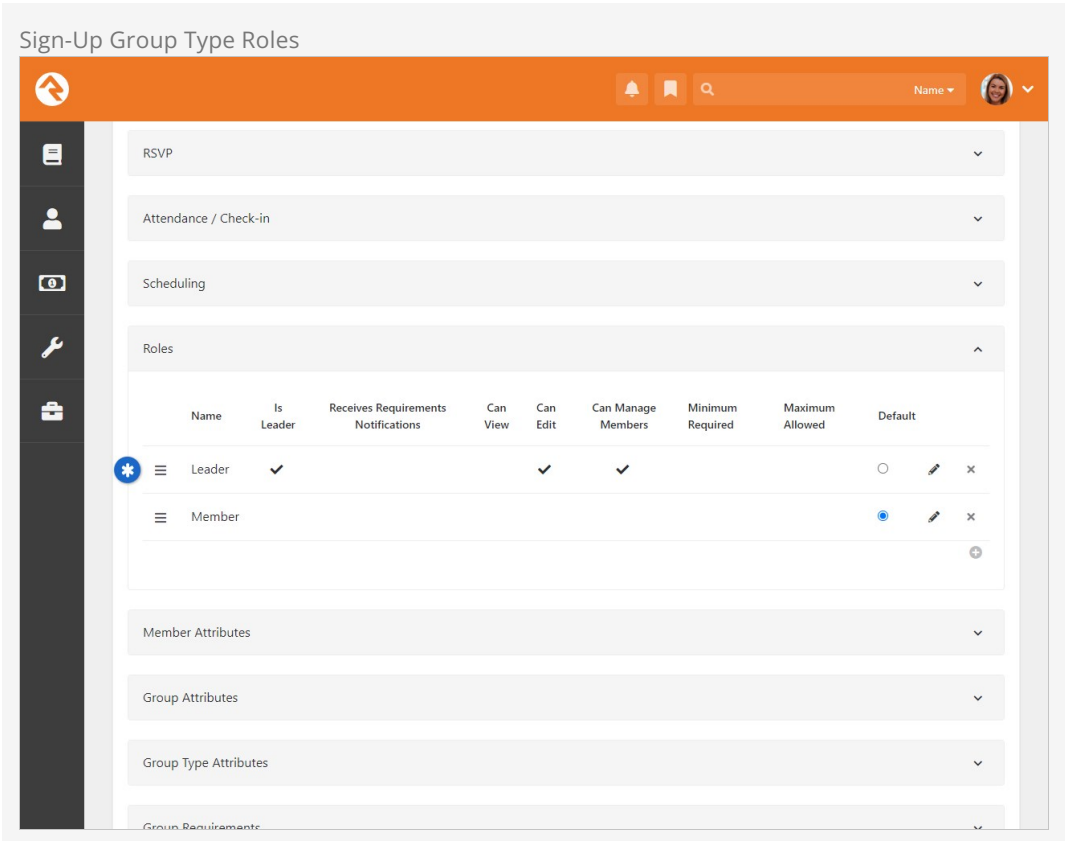 Sign-Up Group Type Roles
Name
RSVP
Attendance / Check-in
Scheduling
Roles
Name Is Leader Receives Requirements Notifications Can View Can Edit Can Manage Members Minimum Required Maximum Allowed Default
Leader
Member
Member Attributes
Group Attributes
Group Type Attributes
Group Requirements